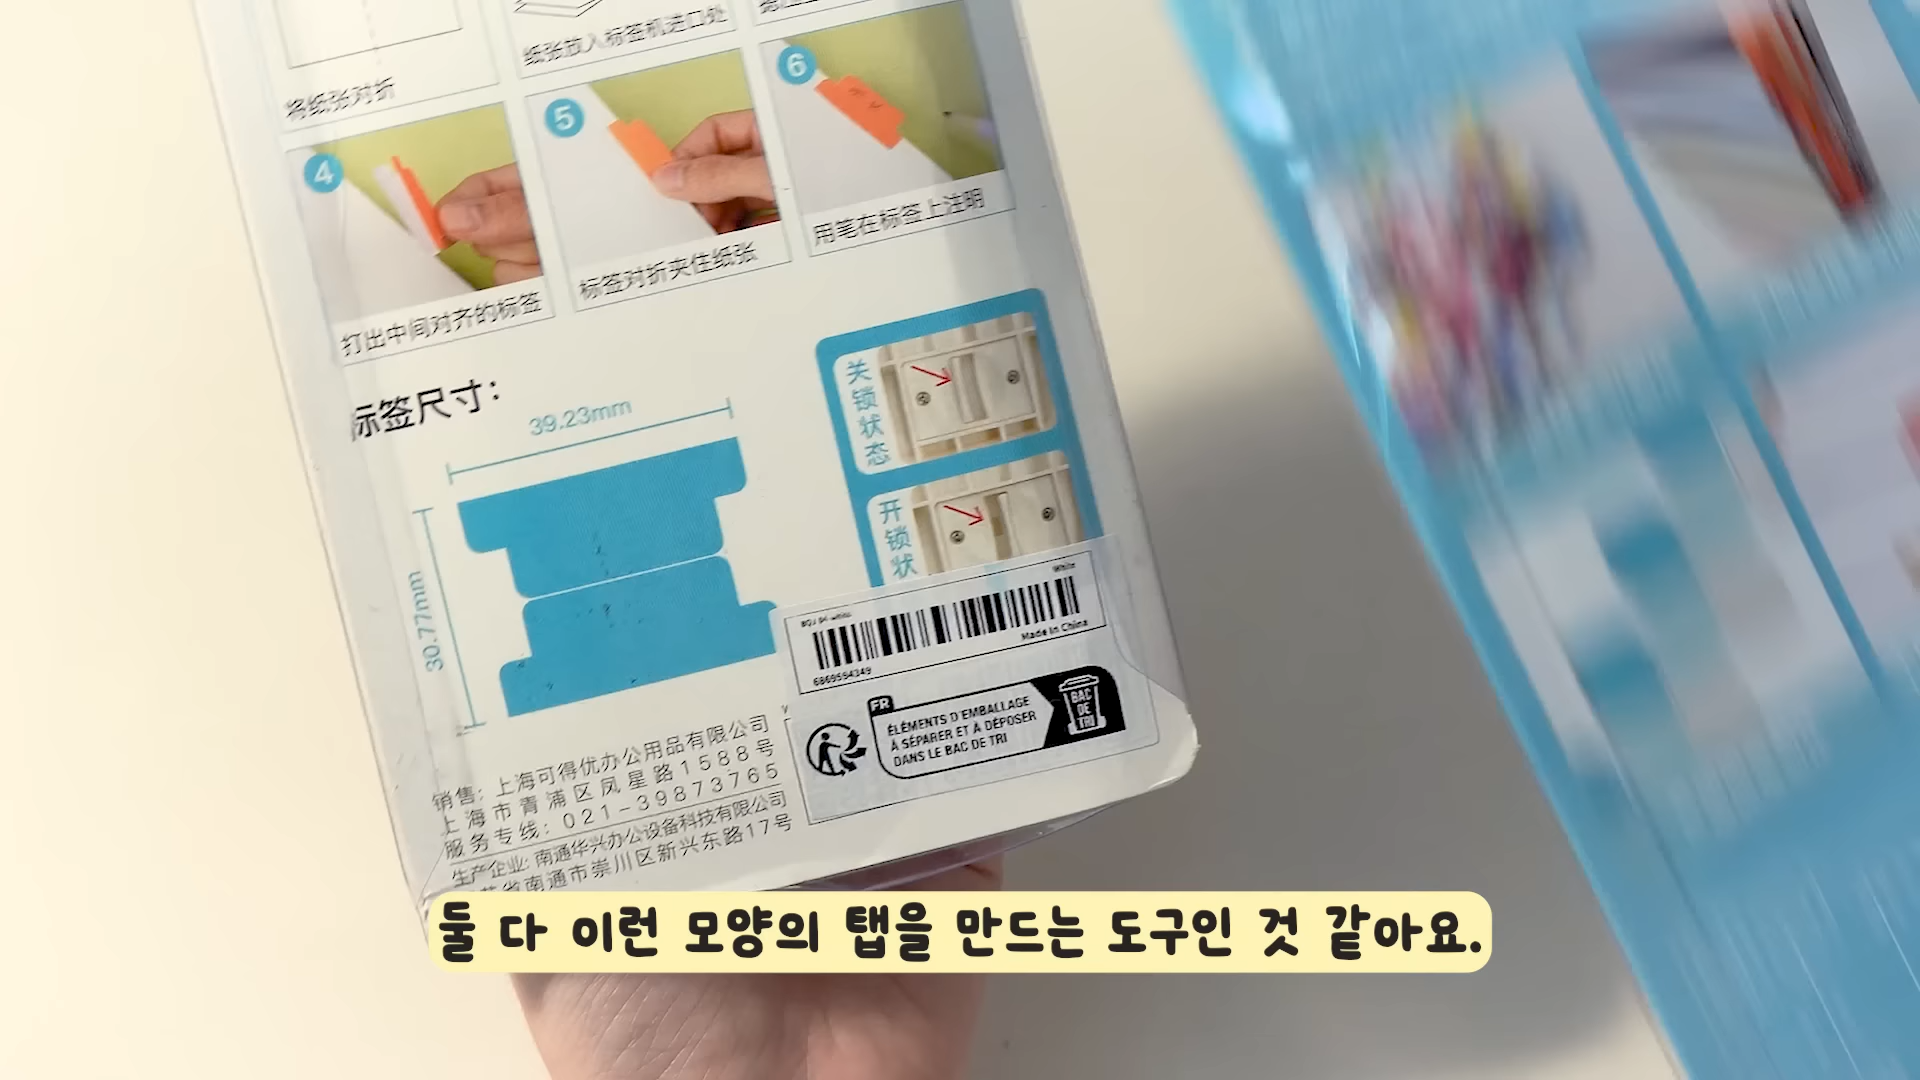 将纸张对折
纸张放入标签机进口处
4
打出中间对齐的标签
5
标签对折夹住纸张
6
用笔在标签上注明
标签尺寸:
39.23mm
30.77mm
关锁状态
开锁状
White
Made in China
6869594349
FR
ÉLÉMENTS D'EMBALLAGE
À SÉPARER ET À DÉPOSER
DANS LE BAC DE TRI
BAC
DE
TRI
销售: 上海可得优办公用品有限公司
上海市青浦区凤星路1588号
服务专线: 021-39873765
生产企业: 南通华兴办公设备科技有限公司
省南通市崇川区新兴东路17号
둘 다 이런 모양의 탭을 만드는 도구인 것 같아요.